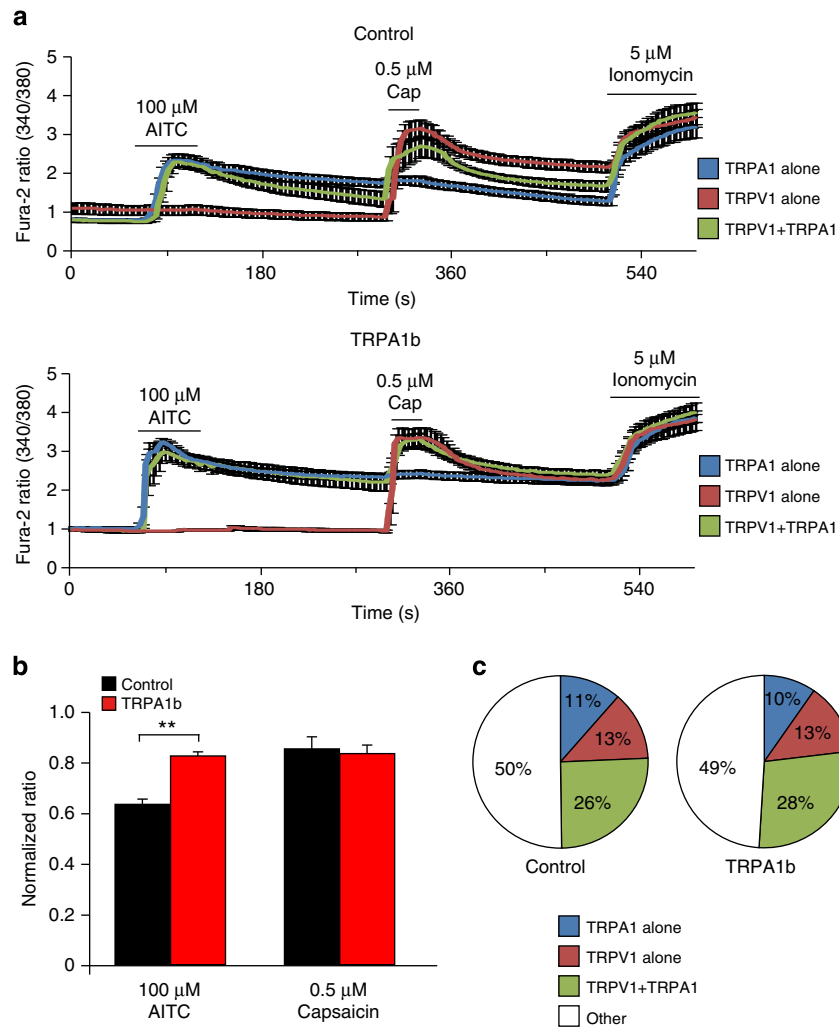 a
Control
5 µM
Ionomycin
0.5 µM
Cap
100 µM
AITC
Fura-2 ratio (340/380)
5
4
3
2
1
0
0
180
360
540
Time (s)
TRPA1 alone
TRPV1 alone
TRPV1+TRPA1
TRPA1b
5 µM
Ionomycin
0.5 µM
Cap
100 µM
AITC
Fura-2 ratio (340/380)
5
4
3
2
1
0
0
180
360
540
Time (s)
TRPA1 alone
TRPV1 alone
TRPV1+TRPA1
b
Control
TRPA1b
**
Normalized ratio
1.0
0.8
0.6
0.4
0.2
0
100 µM
AITC
0.5 µM
Capsaicin
c
11%
13%
26%
50%
Control
10%
13%
28%
49%
TRPA1b
TRPA1 alone
TRPV1 alone
TRPV1+TRPA1
Other